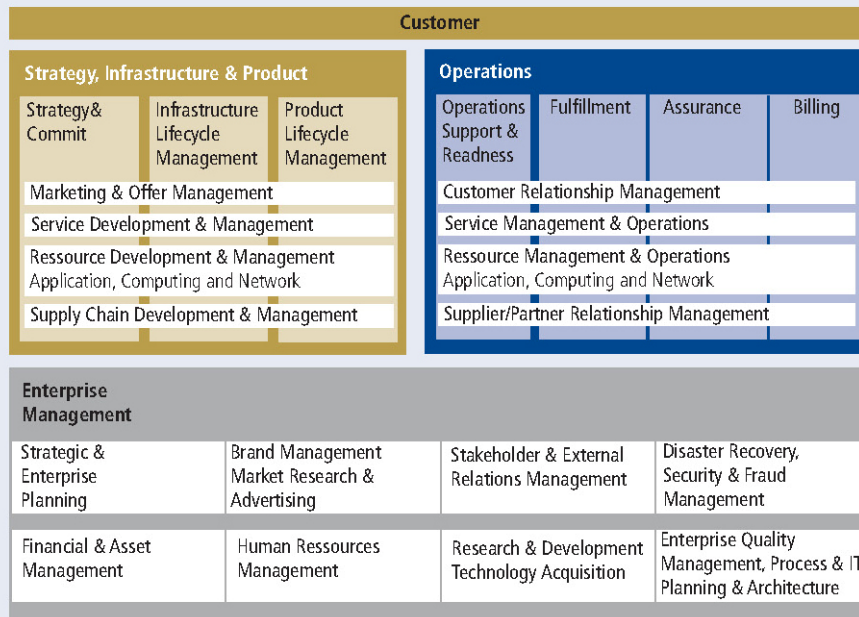 Customer
Strategy, Infrastructure & Product
Strategy&
Commit
Infrastructure
Lifecycle
Management
Product
Lifecycle
Management
Marketing & Offer Management
Service Development & Management
Ressource Development & Management
Application, Computing and Network
Supply Chain Development & Management
Operations
Operations
Support &
Readness
Fulfillment
Assurance
Billing
Customer Relationship Management
Service Management & Operations
Ressource Management & Operations
Application, Computing and Network
Supplier/Partner Relationship Management
Enterprise
Management
Strategic &
Enterprise
Planning
Brand Management
Market Research &
Advertising
Stakeholder & External
Relations Management
Disaster Recovery,
Security & Fraud
Management
Financial & Asset
Management
Human Ressources
Management
Research & Development
Technology Acquisition
Enterprise Quality
Management, Process & IT
Planning & Architecture